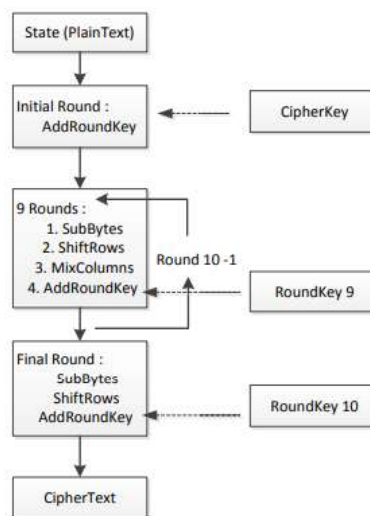 State (PlainText)
Initial Round :
AddRoundKey
CipherKey
9 Rounds :
1. SubBytes
2. ShiftRows
3. MixColumns
4. AddRoundKey
Round 10 -1
RoundKey 9
Final Round :
SubBytes
ShiftRows
AddRoundKey
RoundKey 10
CipherText